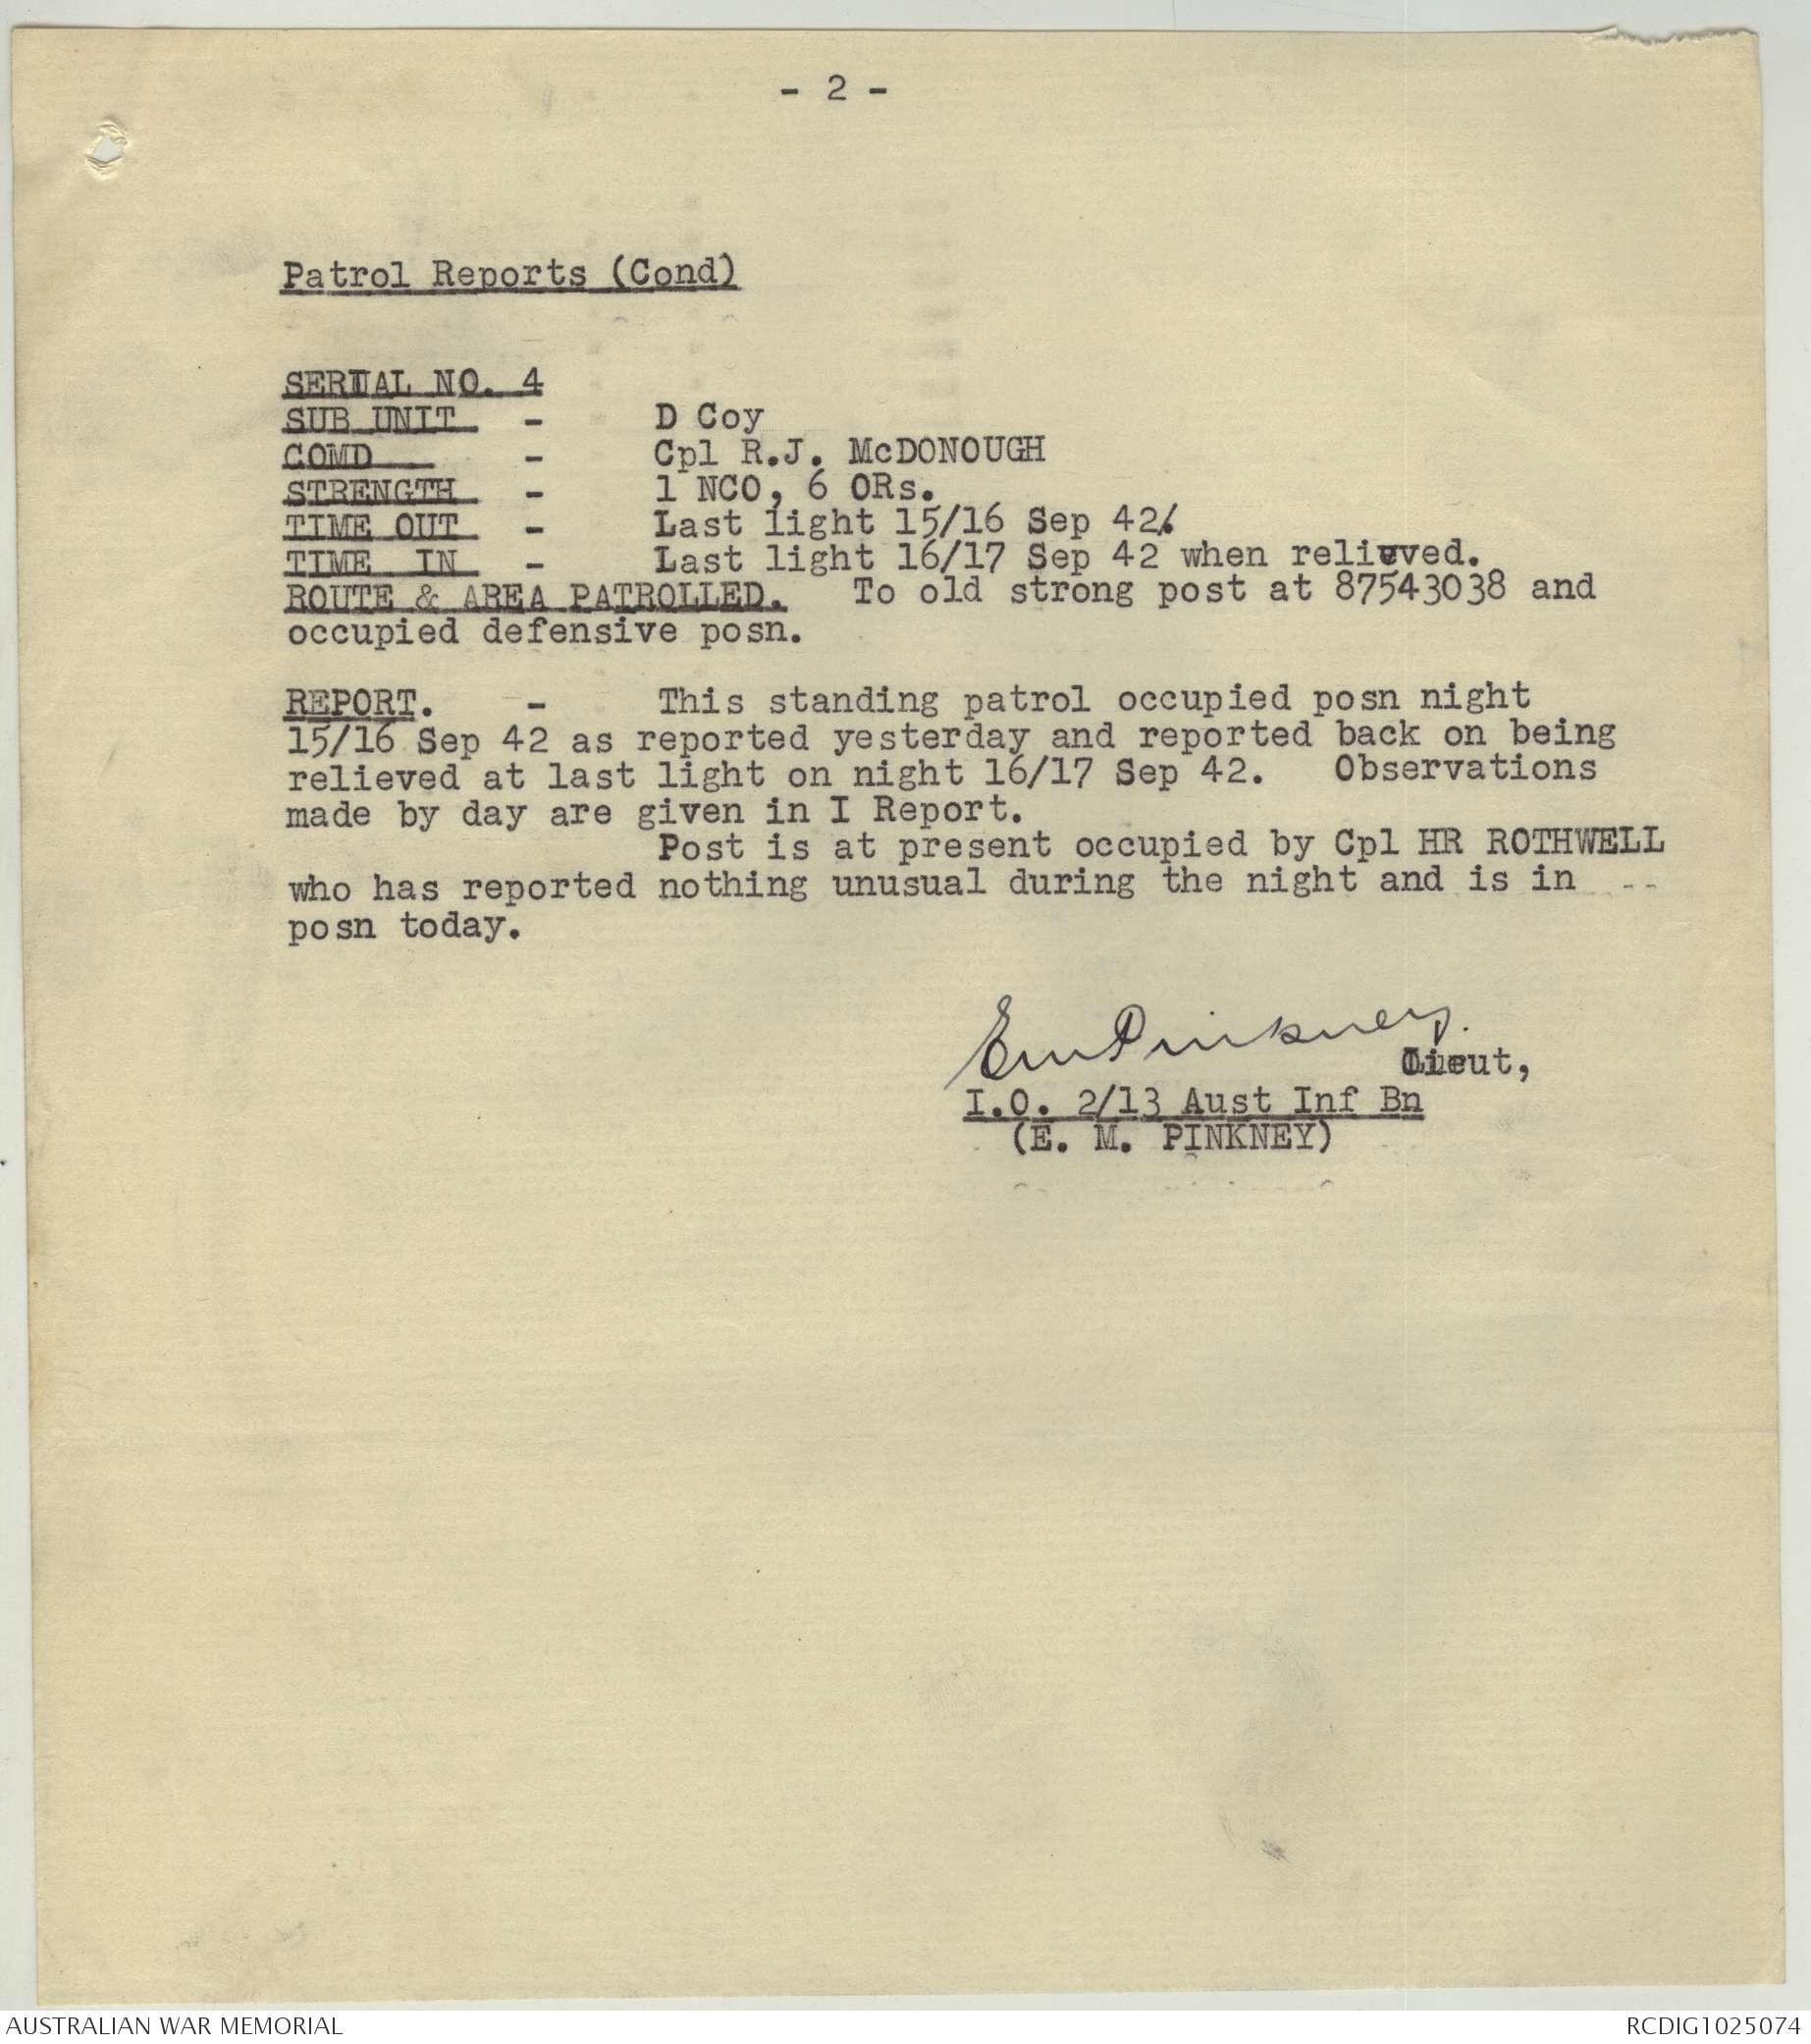 - 2 -
Patrol Reports (Cond)
SERIAL NO. 4
SUB UNIT - D Coy
COMD - Cpl R.J. McDONOUGH
STRENGTH - 1 NCO, 6 ORs.
TIME OUT - Last light 15/16 Sep 42.
TIME IN - Last light 16/17 Sep 42 when relieved.
ROUTE & AREA PATROLLED. To old strong post at 87543038 and
occupied defensive posn.
REPORT. - This standing patrol occupied posn night
15/16 Sep 42 as reported yesterday and reported back on being
relieved at last light on night 16/17 Sep 42. Observations
made by day are given in I Report.
Post is at present occupied by Cpl HR ROTHWELL
who has reported nothing unusual during the night and is in --
posn today.
EM Pinkney.
Lieut,
I.O. 2/13 Aust Inf Bn
(E. M. PINKNEY)
AUSTRALIAN WAR MEMORIAL
RCDIG1025074